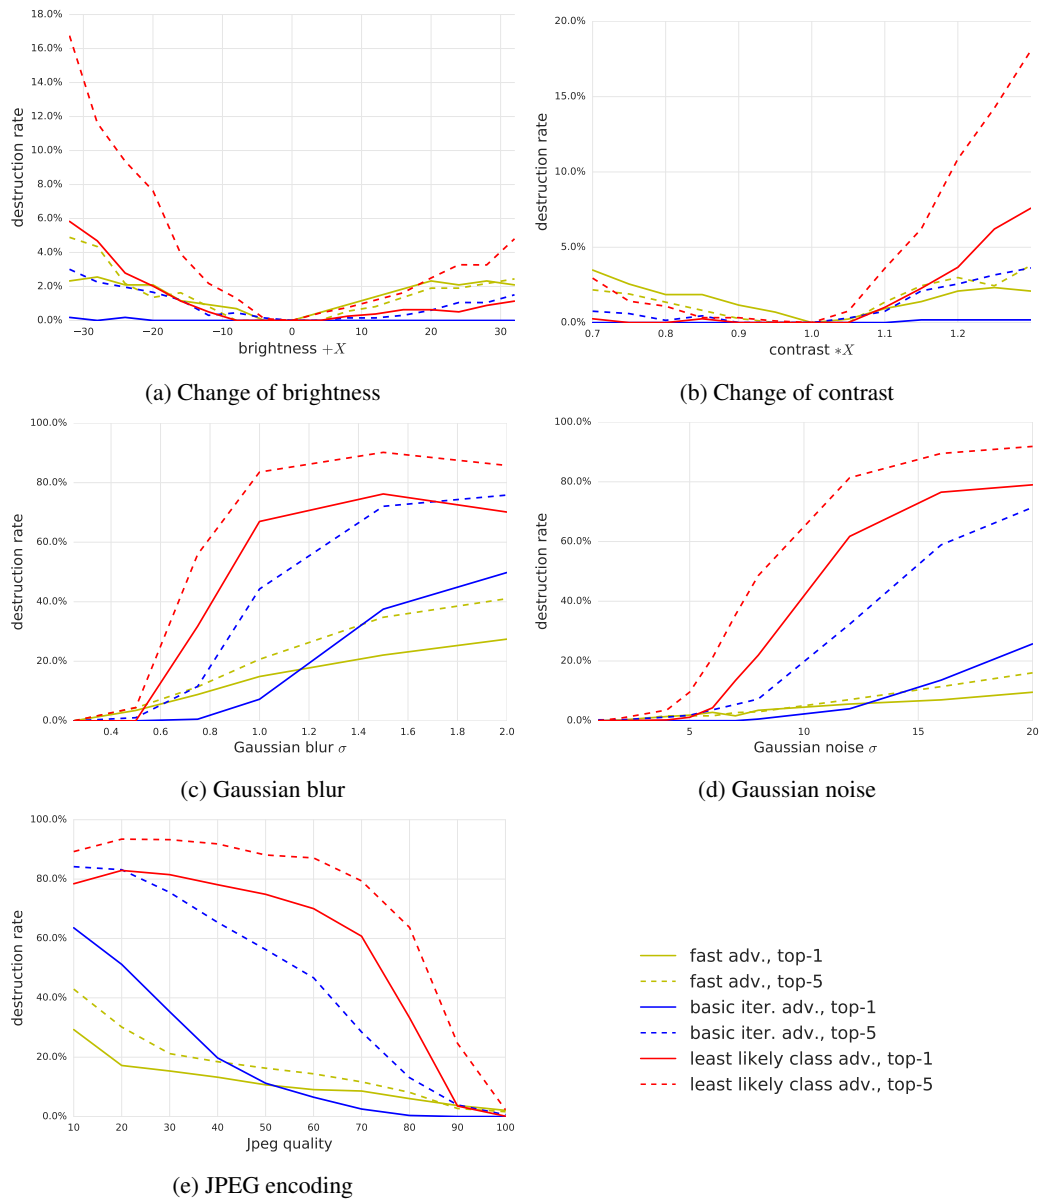 18.0%
16.0%
14.0%
12.0%
10.0%
8.0%
6.0%
4.0%
2.0%
0.0%
destruction rate
−30 −20 −10 0 10 20 30
brightness +X
(a) Change of brightness
20.0%
15.0%
10.0%
5.0%
0.0%
destruction rate
0.7 0.8 0.9 1.0 1.1 1.2
contrast ∗X
(b) Change of contrast
100.0%
80.0%
60.0%
40.0%
20.0%
0.0%
destruction rate
0.4 0.6 0.8 1.0 1.2 1.4 1.6 1.8 2.0
Gaussian blur σ
(c) Gaussian blur
100.0%
80.0%
60.0%
40.0%
20.0%
0.0%
destruction rate
5 10 15 20
Gaussian noise σ
(d) Gaussian noise
100.0%
80.0%
60.0%
40.0%
20.0%
0.0%
destruction rate
10 20 30 40 50 60 70 80 90 100
Jpeg quality
(e) JPEG encoding
fast adv., top-1
fast adv., top-5
basic iter. adv., top-1
basic iter. adv., top-5
least likely class adv., top-1
least likely class adv., top-5